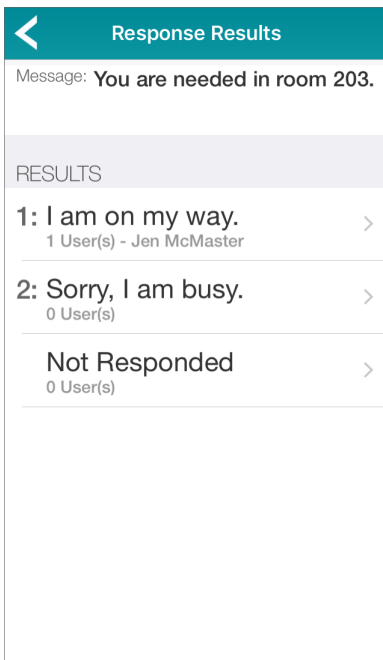 Response Results
Message: You are needed in room 203.
RESULTS
1: I am on my way.
1 User(s) - Jen McMaster
2: Sorry, I am busy.
0 User(s)
Not Responded
0 User(s)